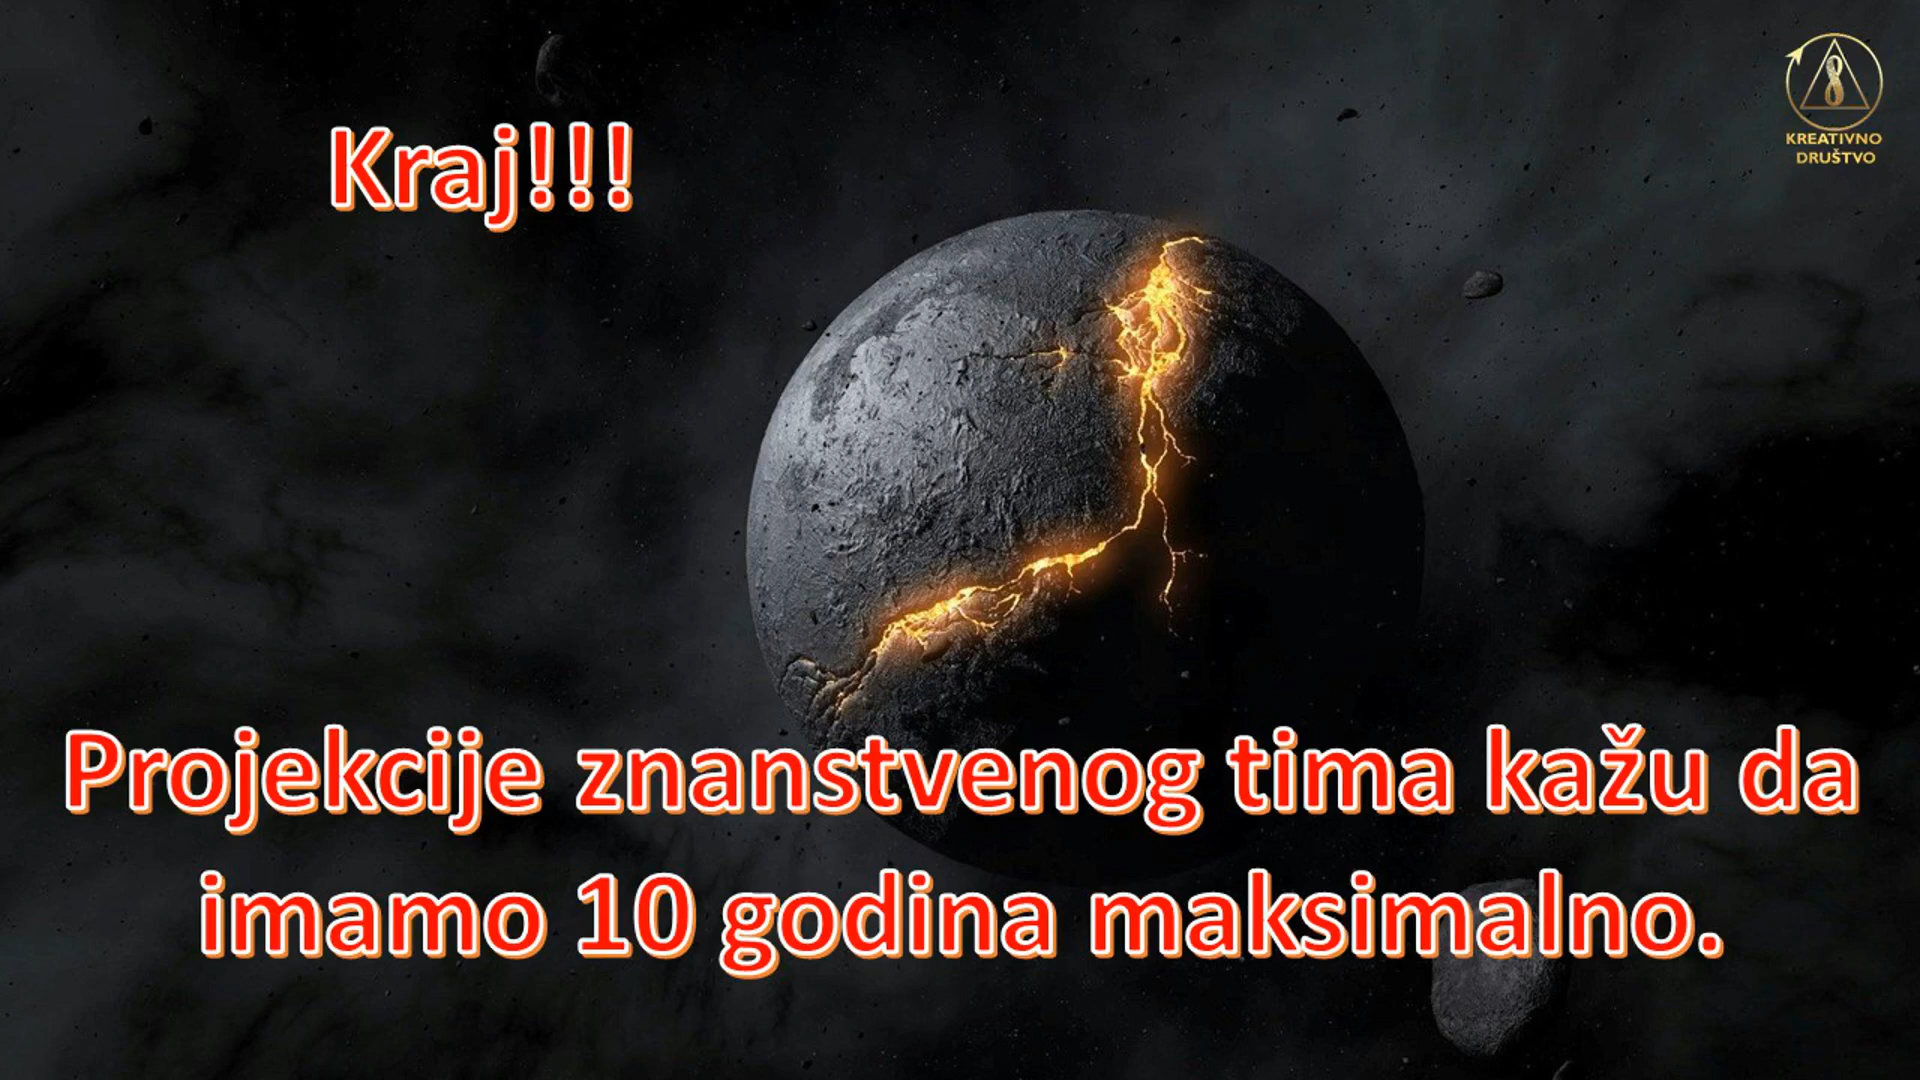 Kraj!!!
KREATIVNO
DRUŠTVO
Projekcije znanstvenog tima kažu da
imamo 10 godina maksimalno.